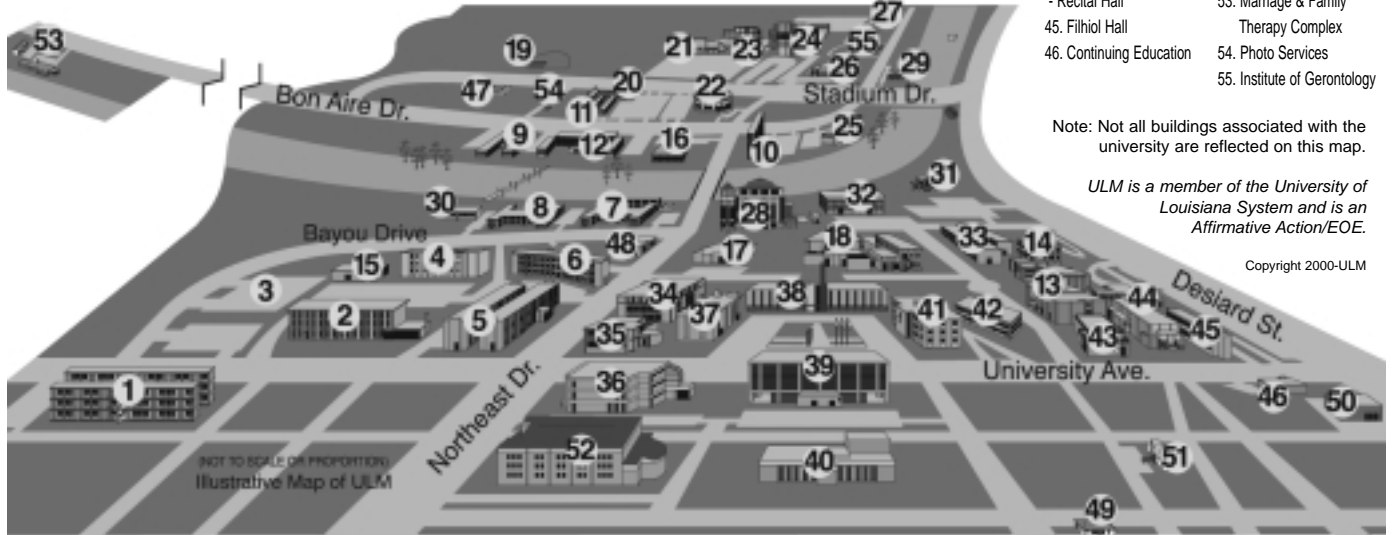 - Recital Hall
45. Filhiol Hall
46. Continuing Education
53. Marriage & Family
Therapy Complex
54. Photo Services
55. Institute of Gerontology
Note: Not all buildings associated with the
university are reflected on this map.
ULM is a member of the University of
Louisiana System and is an
Affirmative Action/EOE.
Copyright 2000-ULM
53
27
19
21
23
24
55
26
29
47
54
20
22
Stadium Dr.
Bon Aire Dr.
11
9
12
16
10
25
31
30
8
7
28
32
Bayou Drive
48
17
18
33
14
15
4
6
3
34
38
13
Desiard St.
2
5
35
37
41
42
44
43
45
39
University Ave.
1
36
46
50
Northeast Dr.
52
40
51
(NOT TO SCALE OR PROPORTION)
Illustrative Map of ULM
49